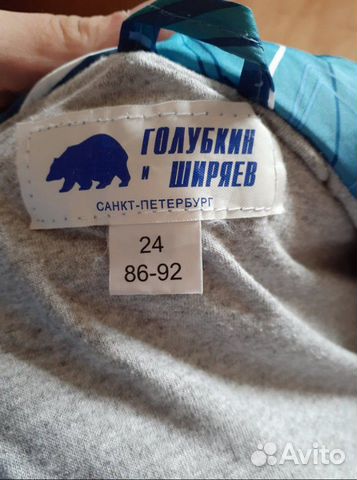 ГОЛУБКИН
и ШИРЯЕВ
САНКТ-ПЕТЕРБУРГ
24
86-92
Avito